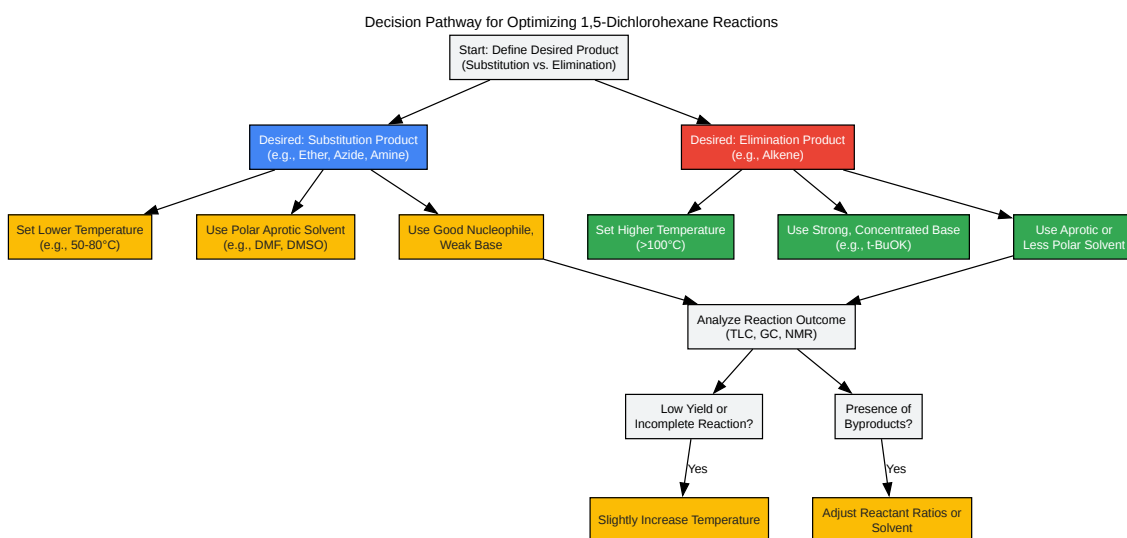 Decision Pathway for Optimizing 1,5-Dichlorohexane Reactions
Start: Define Desired Product
(Substitution vs. Elimination)
Desired: Substitution Product
(e.g., Ether, Azide, Amine)
Desired: Elimination Product
(e.g., Alkene)
Set Lower Temperature
(e.g., 50-80°C)
Use Polar Aprotic Solvent
(e.g., DMF, DMSO)
Use Good Nucleophile,
Weak Base
Set Higher Temperature
(>100°C)
Use Strong, Concentrated Base
(e.g., t-BuOK)
Use Aprotic or
Less Polar Solvent
Analyze Reaction Outcome
(TLC, GC, NMR)
Low Yield or
Incomplete Reaction?
Presence of
Byproducts?
Yes
Yes
Slightly Increase Temperature
Adjust Reactant Ratios or
Solvent